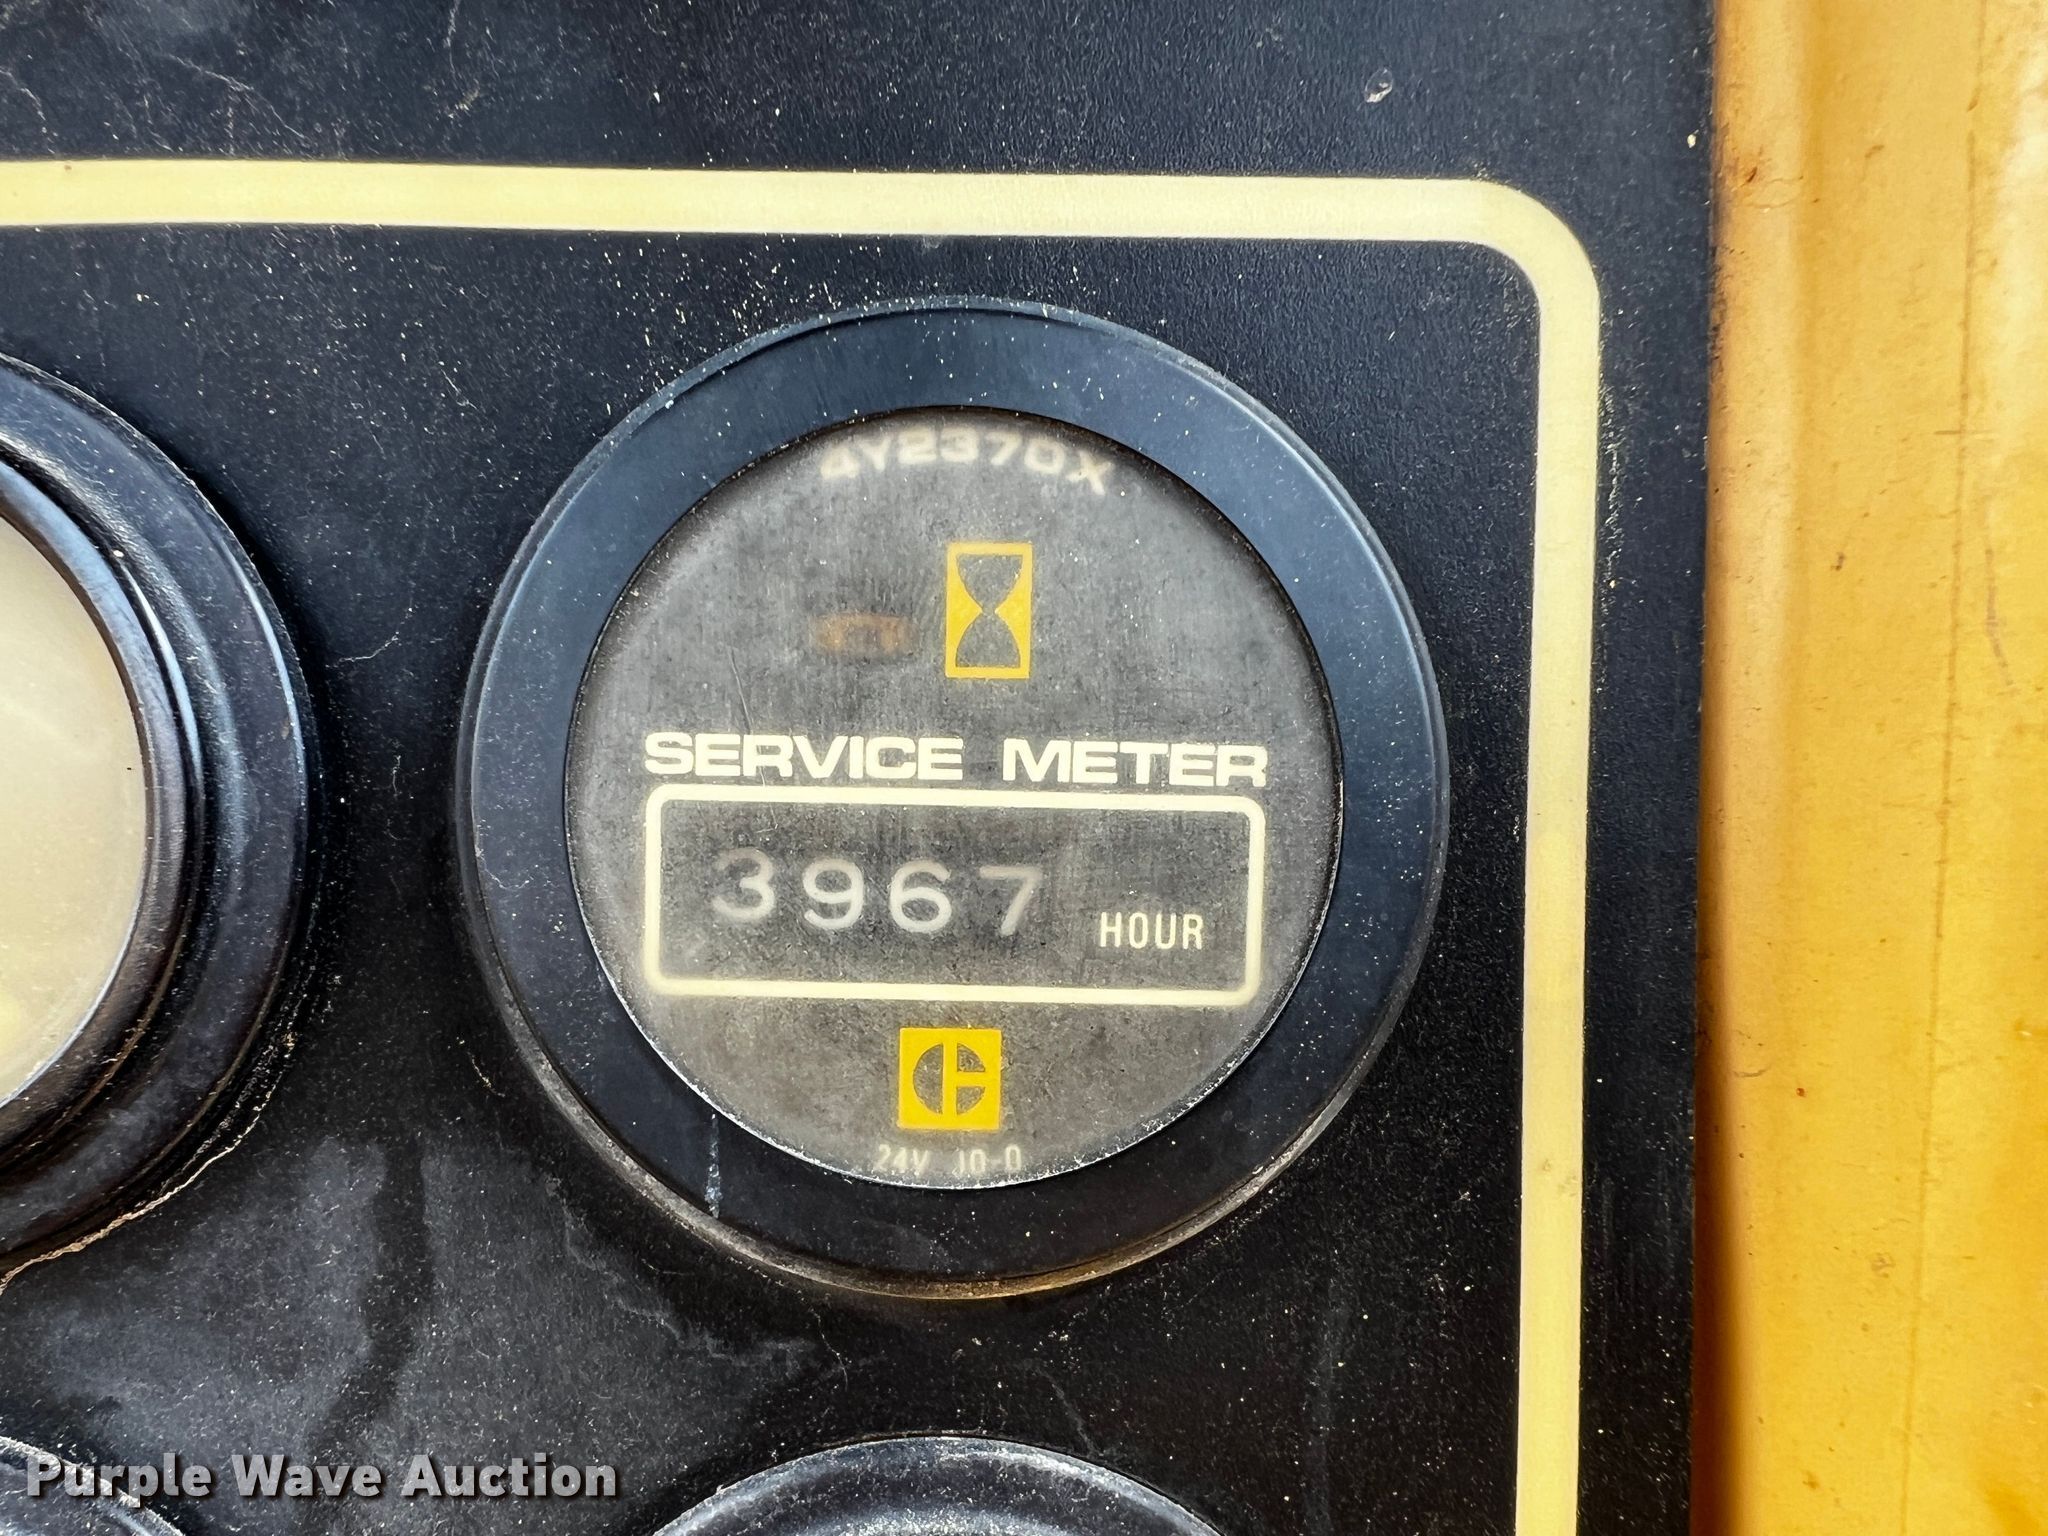 4Y2370X
SERVICE METER
3967 HOUR
24V
Purple Wave Auction